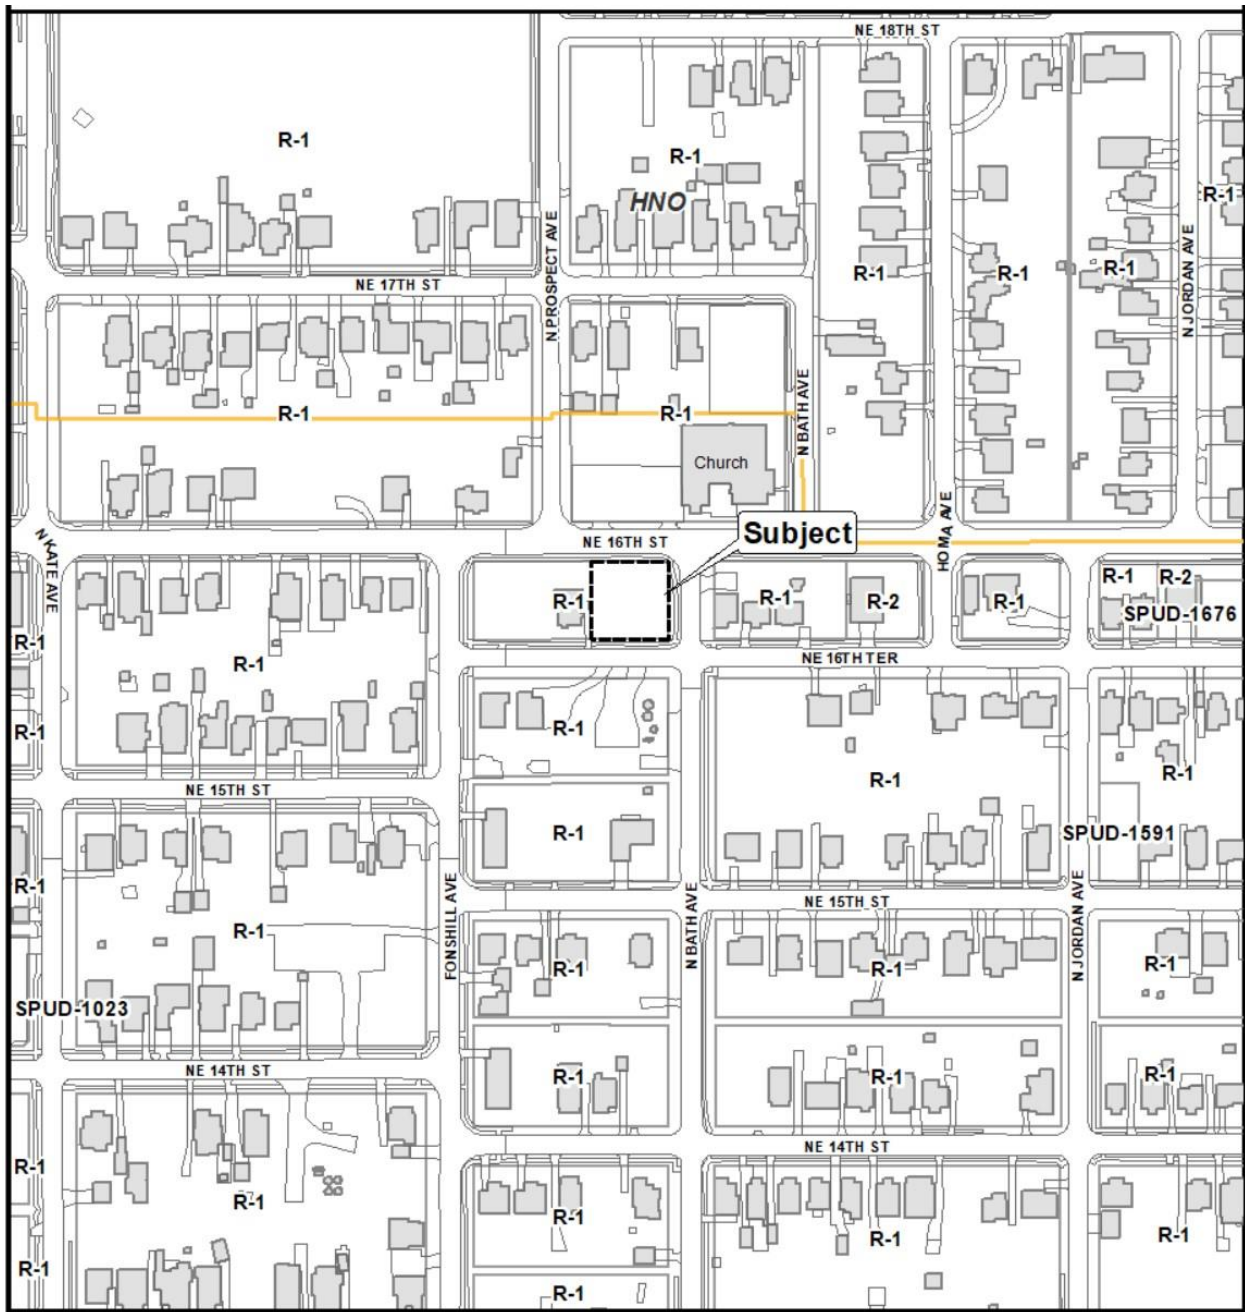 NE 18TH ST
R-1
R-1
HNO
R-1
N PROSPECT AVE
R-1
R-1
R-1
N JORDAN AVE
NE 17TH ST
N BATH AVE
R-1
R-1
Church
N KATE AVE
NE 16TH ST
Subject
HOMA AVE
R-1
R-1
R-2
R-1
R-1
R-2
SPUD-1676
R-1
R-1
NE 16TH TER
R-1
R-1
R-1
R-1
R-1
NE 15TH ST
R-1
SPUD-1591
R-1
FONSHILL AVE
N BATH AVE
NE 15TH ST
N JORDAN AVE
R-1
R-1
R-1
R-1
SPUD-1023
NE 14TH ST
R-1
R-1
R-1
R-1
NE 14TH ST
R-1
R-1
R-1
R-1
R-1
R-1
R-1